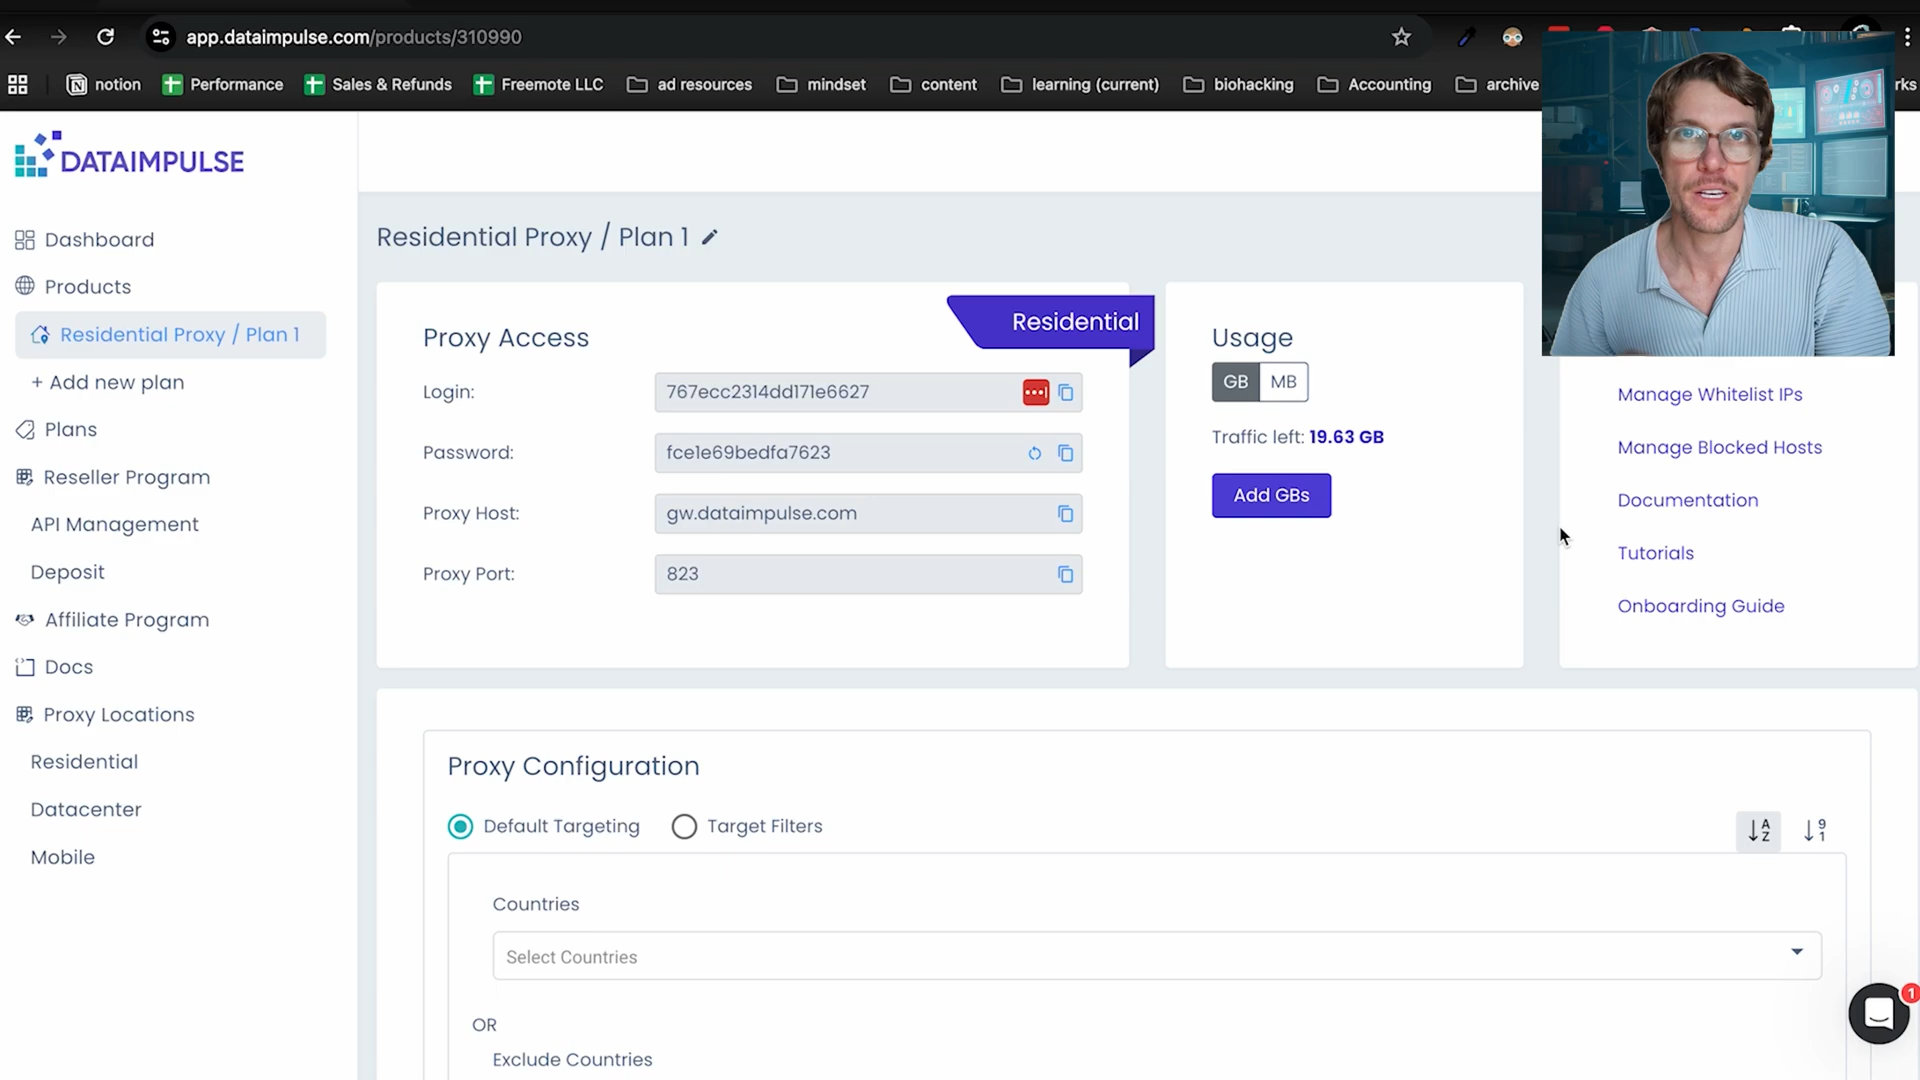 app.dataimpulse.com/products/310990
notion
Performance
Sales & Refunds
Freemote LLC
ad resources
mindset
content
learning (current)
biohacking
Accounting
archive
rks
DATAIMPULSE
Dashboard
Products
Residential Proxy / Plan 1
+ Add new plan
Plans
Reseller Program
API Management
Deposit
Affiliate Program
Docs
Proxy Locations
Residential
Datacenter
Mobile
Residential Proxy / Plan 1
Proxy Access
Residential
Login:
767ecc2314dd171e6627
Password:
fce1e69bedfa7623
Proxy Host:
gw.dataimpulse.com
Proxy Port:
823
Usage
GB
MB
Traffic left: 19.63 GB
Add GBs
Manage Whitelist IPs
Manage Blocked Hosts
Documentation
Tutorials
Onboarding Guide
Proxy Configuration
Default Targeting
Target Filters
A
Z
9
1
Countries
Select Countries
OR
Exclude Countries
1